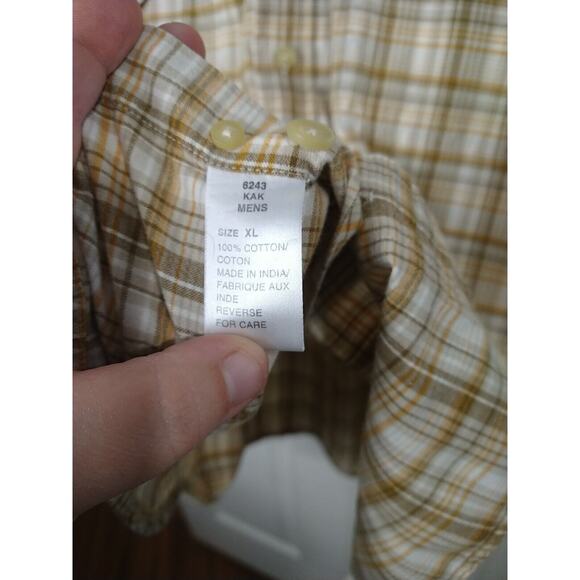 6243
KAK
MENS
SIZE XL
100% COTTON/
COTON
MADE IN INDIA/
FABRIQUE AUX
INDE
REVERSE
FOR CARE